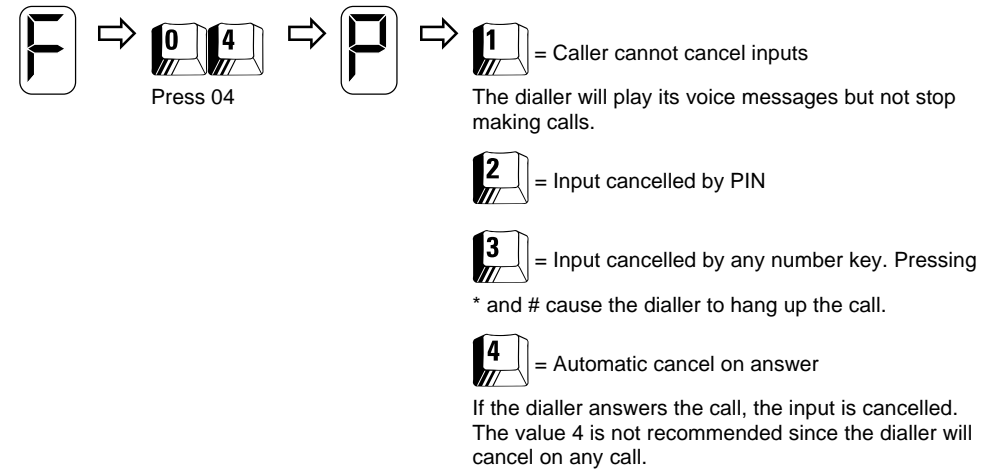 F 0 4 P 1 = Caller cannot cancel inputs
Press 04
The dialler will play its voice messages but not stop
making calls.
2 = Input cancelled by PIN
3 = Input cancelled by any number key. Pressing
* and # cause the dialler to hang up the call.
4 = Automatic cancel on answer
If the dialler answers the call, the input is cancelled.
The value 4 is not recommended since the dialler will
cancel on any call.